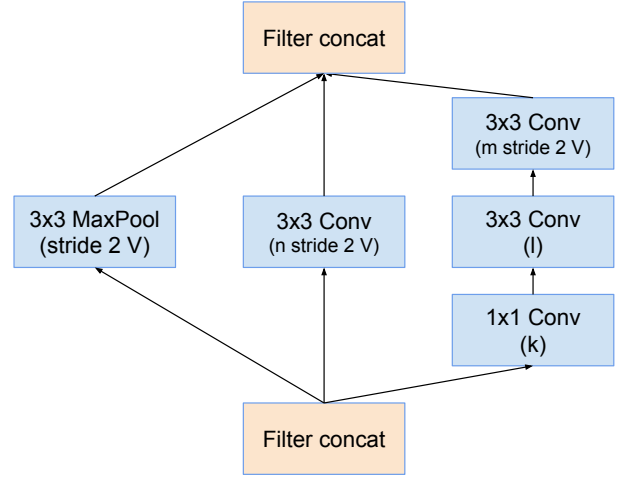 Filter concat
3x3 Conv
(m stride 2 V)
3x3 MaxPool
(stride 2 V)
3x3 Conv
(n stride 2 V)
3x3 Conv
(l)
1x1 Conv
(k)
Filter concat